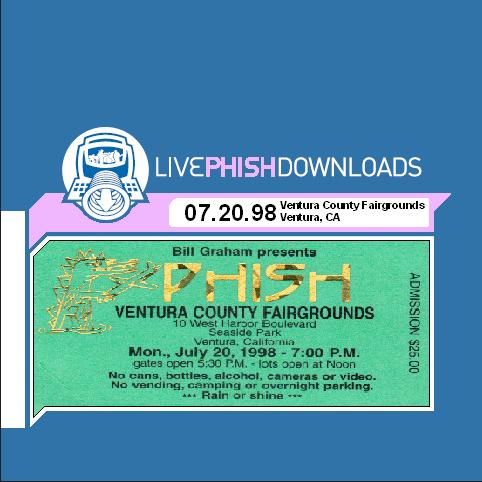 LIVEPHISHDOWNLOADS
07.20.98 Ventura County Fairgrounds
Ventura, CA
Bill Graham presents
PHISH
VENTURA COUNTY FAIRGROUNDS
10 West Harbor Boulevard
Seaside Park
Ventura, California
Mon., July 20, 1998 - 7:00 P.M.
gates open 5:30 P.M. - lots open at Noon
No cans, bottles, alcohol, cameras or video.
No vending, camping or overnight parking.
*** Rain or shine ***
ADMISSION $25.00